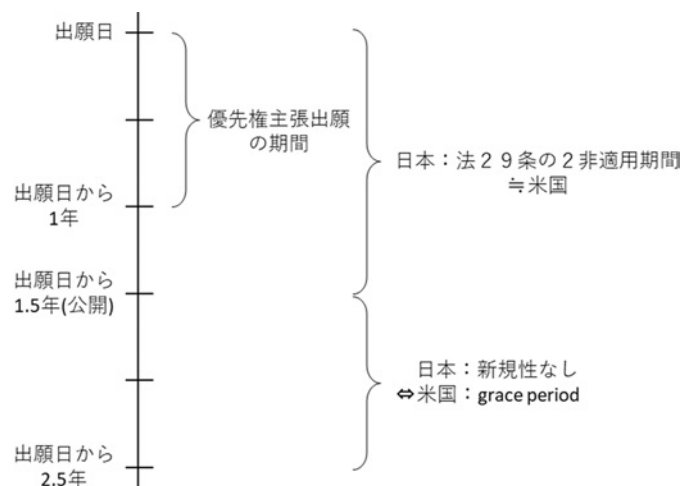 出願日
優先権主張出願
の期間
日本：法２９条の２非適用期間
≒米国
出願日から
1年
出願日から
1.5年(公開)
日本：新規性なし
⇔米国：grace period
出願日から
2.5年